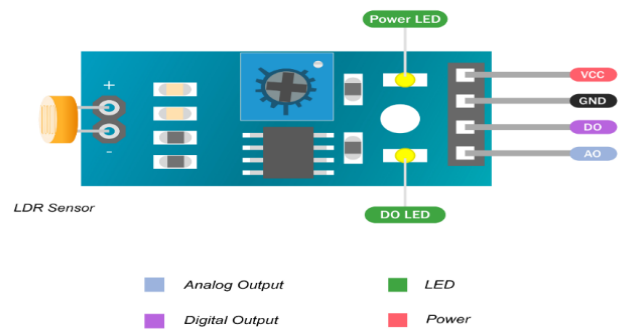 Power LED
+
VCC
GND
DO
AO
-
LDR Sensor
DO LED
Analog Output
LED
Digital Output
Power